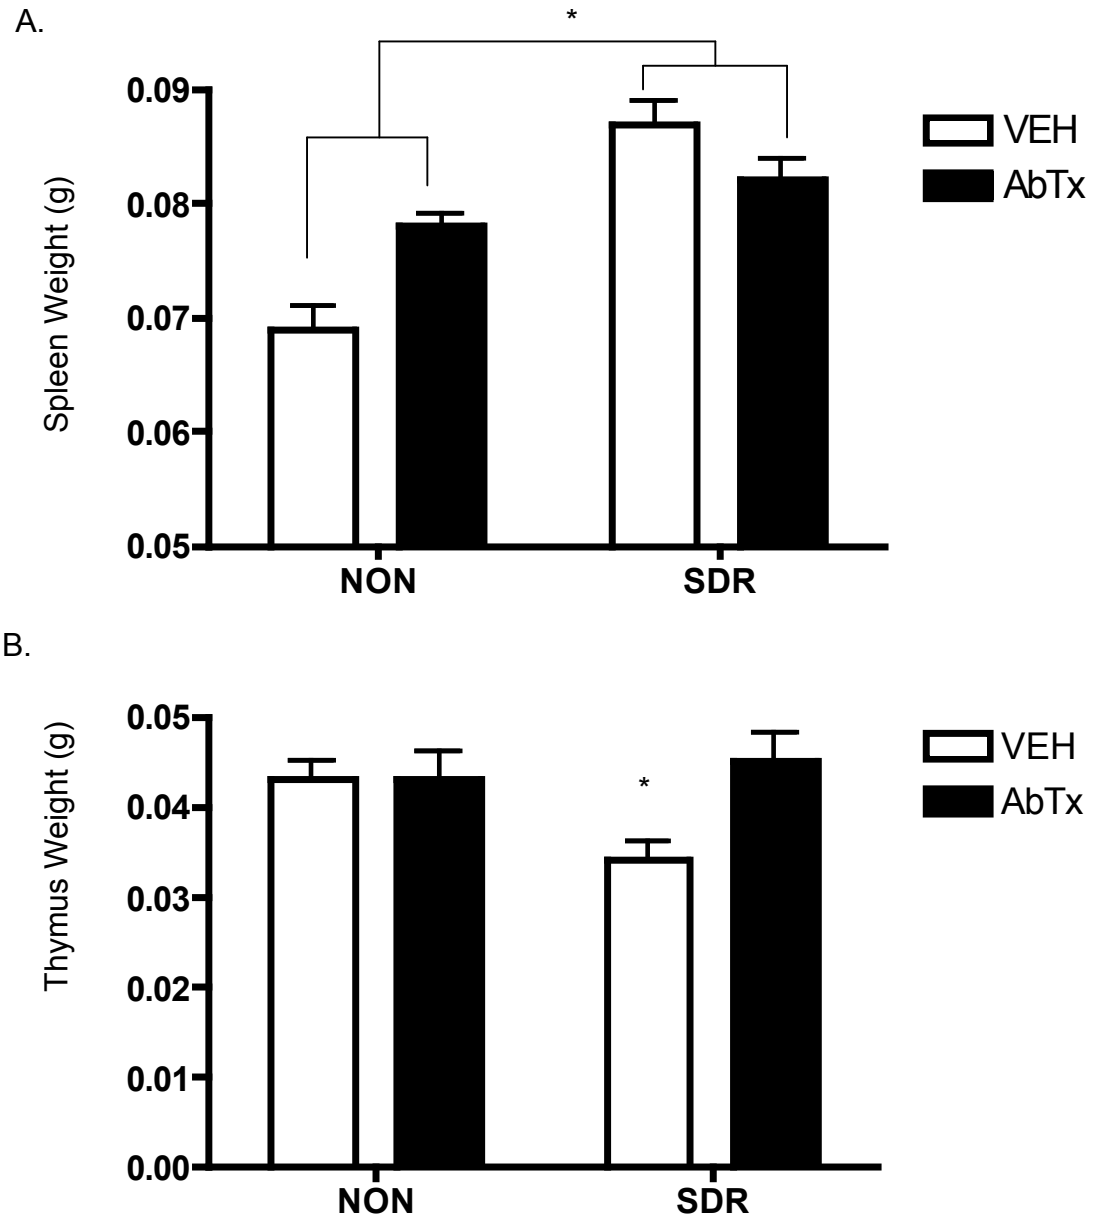 A.
*
0.09
0.08
0.07
0.06
0.05
Spleen Weight (g)
NON
SDR
VEH
AbTx
B.
0.05
0.04
0.03
0.02
0.01
0.00
Thymus Weight (g)
*
NON
SDR
VEH
AbTx